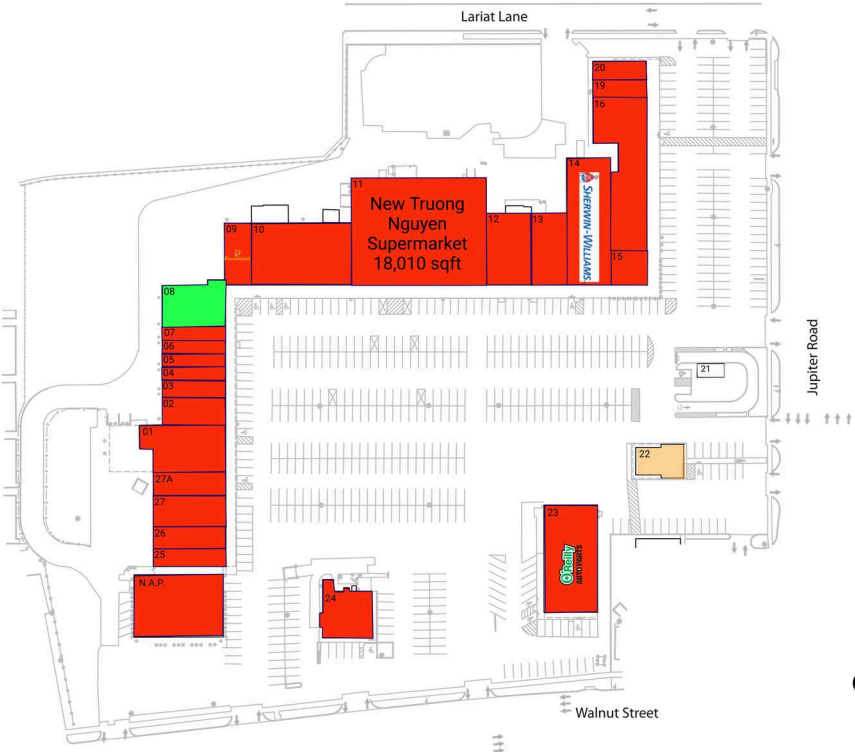 Lariat Lane
20
19
16
14
SHERWIN-WILLIAMS.
11
New Truong
Nguyen
Supermarket
18,010 sqft
12
13
09
10
15
08
07
06
05
04
03
02
01
27A
27
26
25
N.A.P.
21
22
23
O'Reilly
AUTO PARTS
24
Jupiter Road
Walnut Street